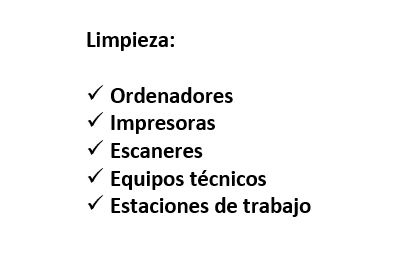 Limpieza:
✓ Ordenadores
✓ Impresoras
✓ Escaneres
✓ Equipos técnicos
✓ Estaciones de trabajo